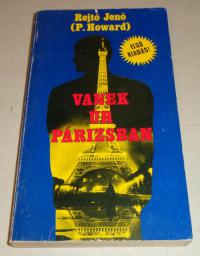 Rejtő Jenő
(P. Howard)
ELSŐ
KIADÁS!
VANEK
ÚR
PÁRIZSBAN